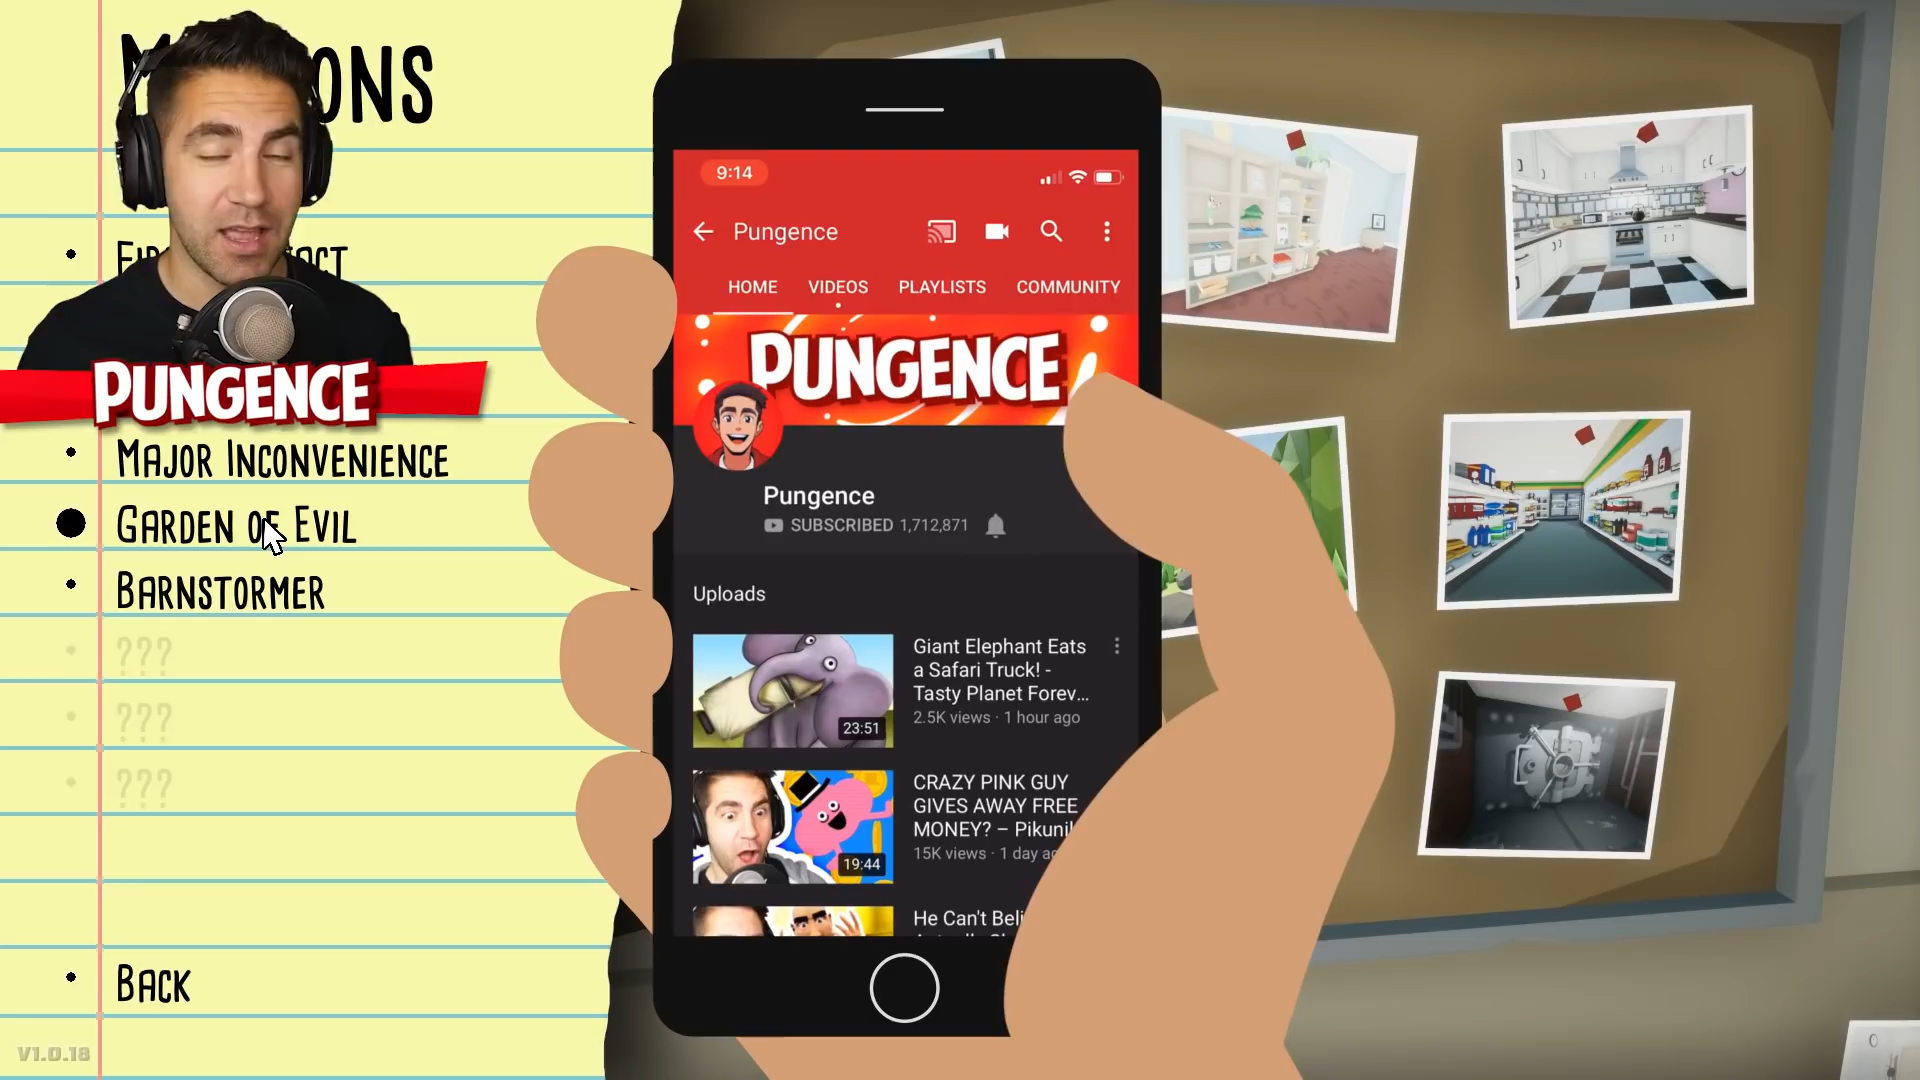 ONS
PUNGENCE
MAJOR INCONVENIENCE
GARDEN OF EVIL
BARNSTORMER
???
???
???
BACK
V1.0.18
9:14
Pungence
HOME VIDEOS PLAYLISTS COMMUNITY
PUNGENCE
Pungence
SUBSCRIBED 1,712,871
Uploads
Giant Elephant Eats
a Safari Truck! -
Tasty Planet Forev...
2.5K views · 1 hour ago
23:51
CRAZY PINK GUY
GIVES AWAY FREE
MONEY? – Pikuni
15K views · 1 day ag
19:44
He Can't Beli